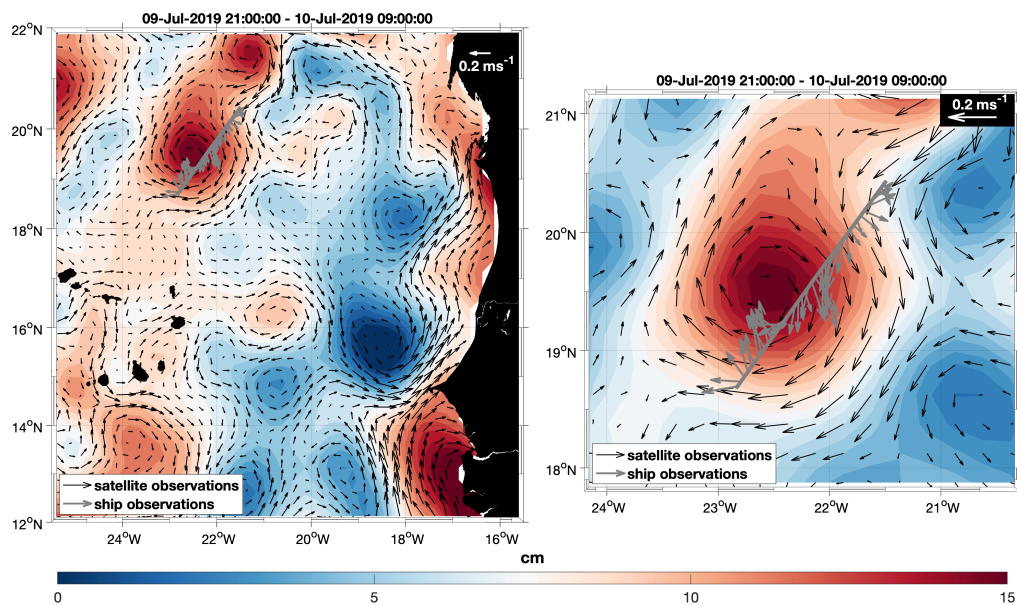 09-Jul-2019 21:00:00 - 10-Jul-2019 09:00:00
22°N
20°N
18°N
16°N
14°N
12°N
24°W
22°W
20°W
18°W
16°W
0.2 ms-1
satellite observations
ship observations
09-Jul-2019 21:00:00 - 10-Jul-2019 09:00:00
21°N
20°N
19°N
18°N
24°W
23°W
22°W
21°W
0.2 ms-1
satellite observations
ship observations
cm
0
5
10
15